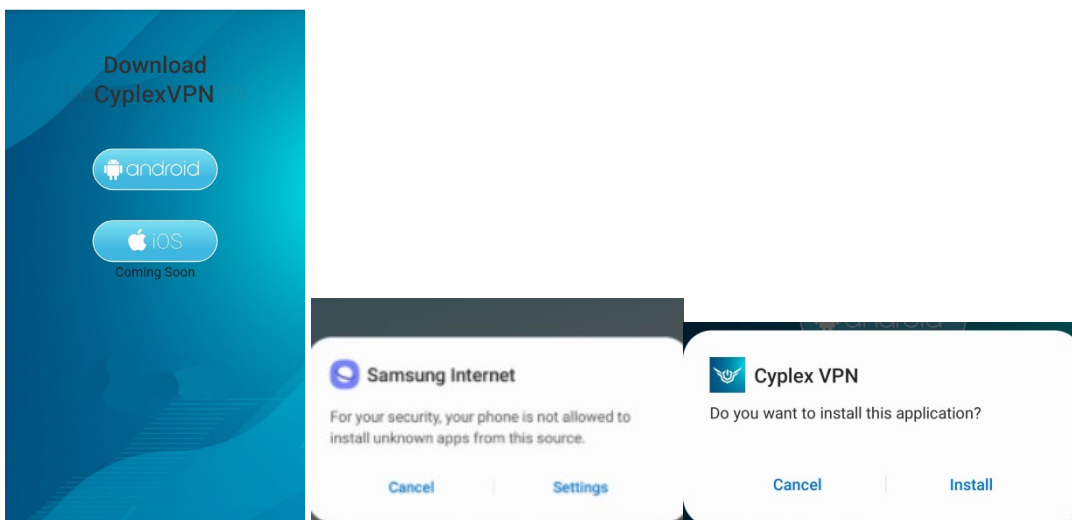 Download
CyplexVPN
android
iOS
Coming Soon
Samsung Internet
For your security, your phone is not allowed to
install unknown apps from this source.
Cancel
Settings
android
Cyplex VPN
Do you want to install this application?
Cancel
Install